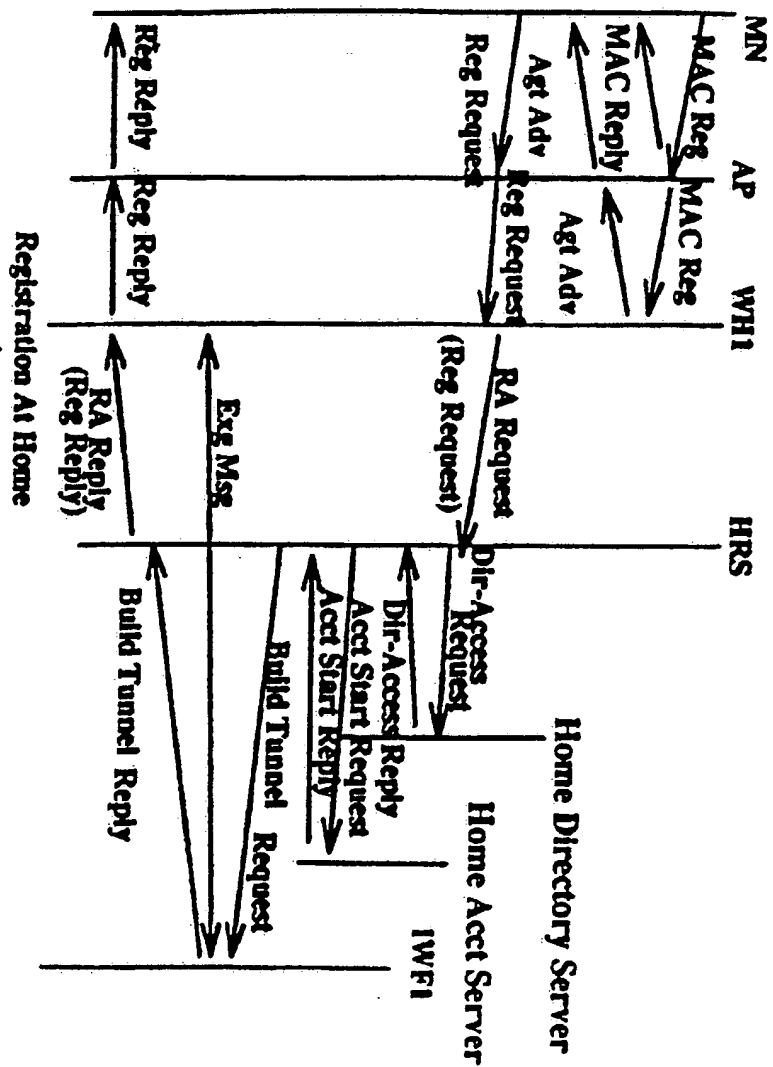 MN
AP
WH1
HRS
Home Directory Server
Home Acct Server
IWF1
MAC Reg
MAC Reg
MAC Reply
Agt Adv
Agt Adv
Reg Request
Reg Request
RA Request
(Reg Request)
Dir-Access
Request
Dir-Access Reply
Acct Start Request
Acct Start Reply
Build Tunnel Request
Exg Msg
Build Tunnel Reply
RA Reply
(Reg Reply)
Reg Reply
Reg Reply
Registration At Home